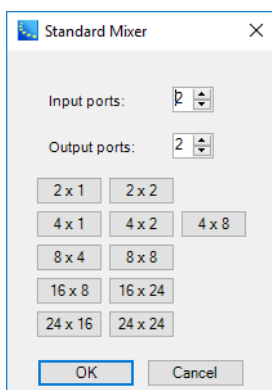 Standard Mixer
Input ports: 2
Output ports: 2
2 x 1 2 x 2
4 x 1 4 x 2 4 x 8
8 x 4 8 x 8
16 x 8 16 x 24
24 x 16 24 x 24
OK Cancel